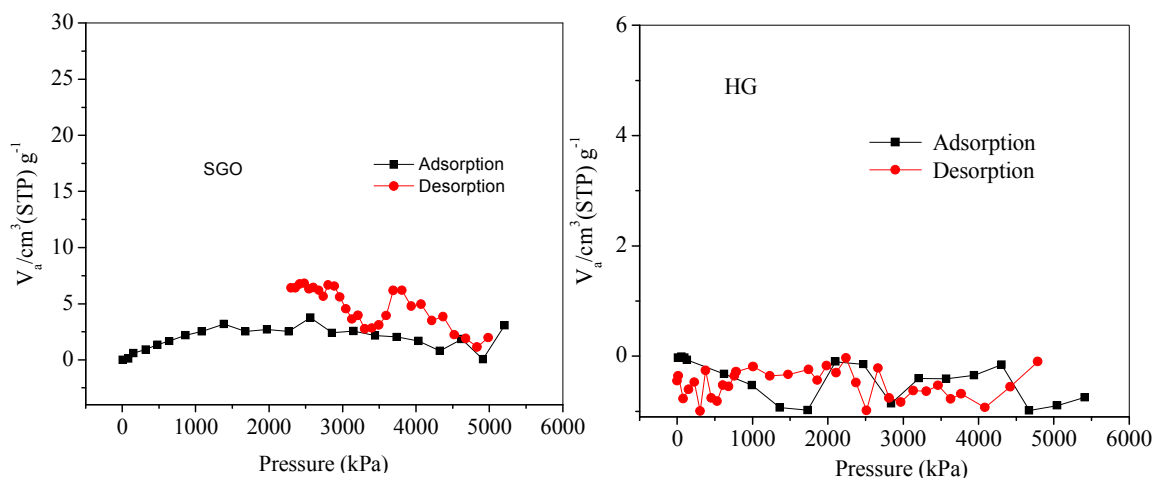 30
25
20
15
10
5
0
V_a/cm^3(STP) g^-1
SGO
Adsorption
Desorption
0 1000 2000 3000 4000 5000 6000
Pressure (kPa)
6
4
2
0
V_a/cm^3(STP) g^-1
HG
Adsorption
Desorption
0 1000 2000 3000 4000 5000 6000
Pressure (kPa)